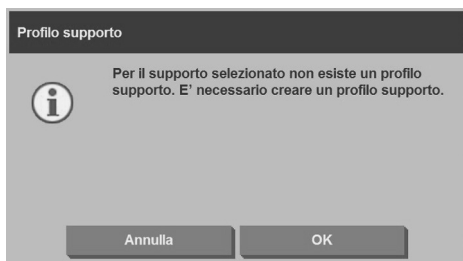 Profilo supporto
Per il supporto selezionato non esiste un profilo
supporto. E' necessario creare un profilo supporto.
Annulla
OK